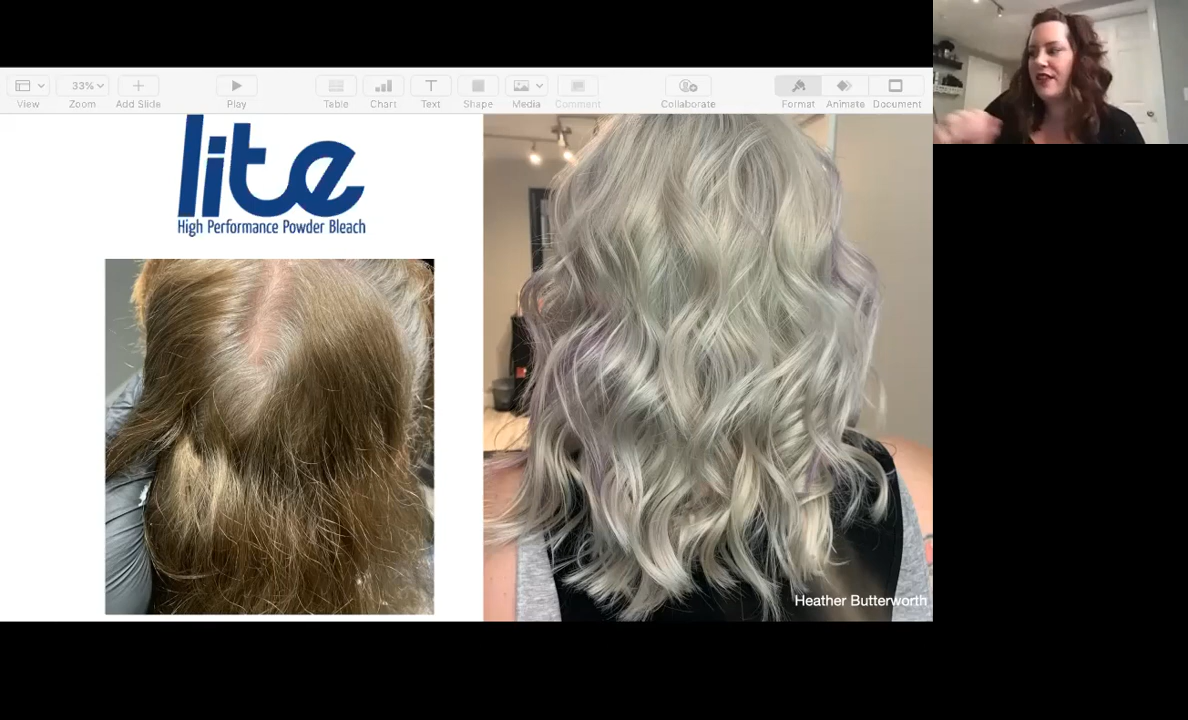 33%
View
Zoom
Add Slide
Play
Table
Chart
Text
Shape
Media
Comment
Collaborate
Format
Animate
Document
lite
High Performance Powder Bleach
Heather Butterworth